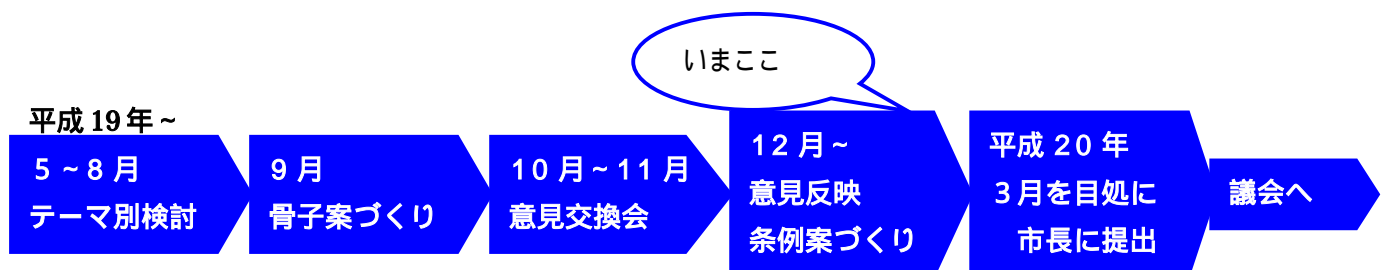 いまここ
平成19年~
5~8月
テーマ別検討
9月
骨子案づくり
10月~11月
意見交換会
12月~
意見反映
条例案づくり
平成20年
3月を目処に
市長に提出
議会へ